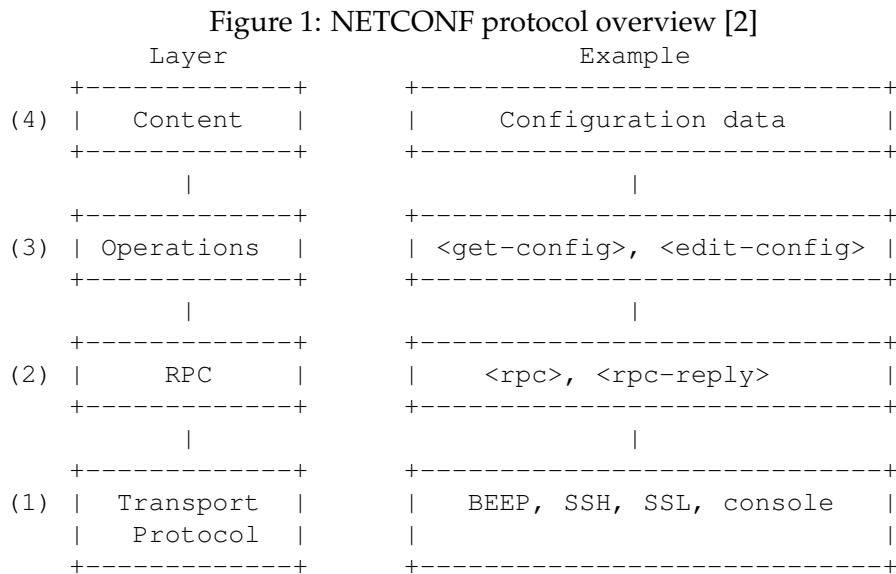 Figure 1: NETCONF protocol overview [2]
            Layer                      Example
       +-------------+      +-----------------------------+
   (4) |   Content   |      |     Configuration data      |
       +-------------+      +-----------------------------+
              |                           |
       +-------------+      +-----------------------------+
   (3) | Operations  |      | <get-config>, <edit-config> |
       +-------------+      +-----------------------------+
              |                           |
       +-------------+      +-----------------------------+
   (2) |     RPC     |      |    <rpc>, <rpc-reply>       |
       +-------------+      +-----------------------------+
              |                           |
       +-------------+      +-----------------------------+
   (1) |  Transport  |      |   BEEP, SSH, SSL, console   |
       |   Protocol  |      |                             |
       +-------------+      +-----------------------------+